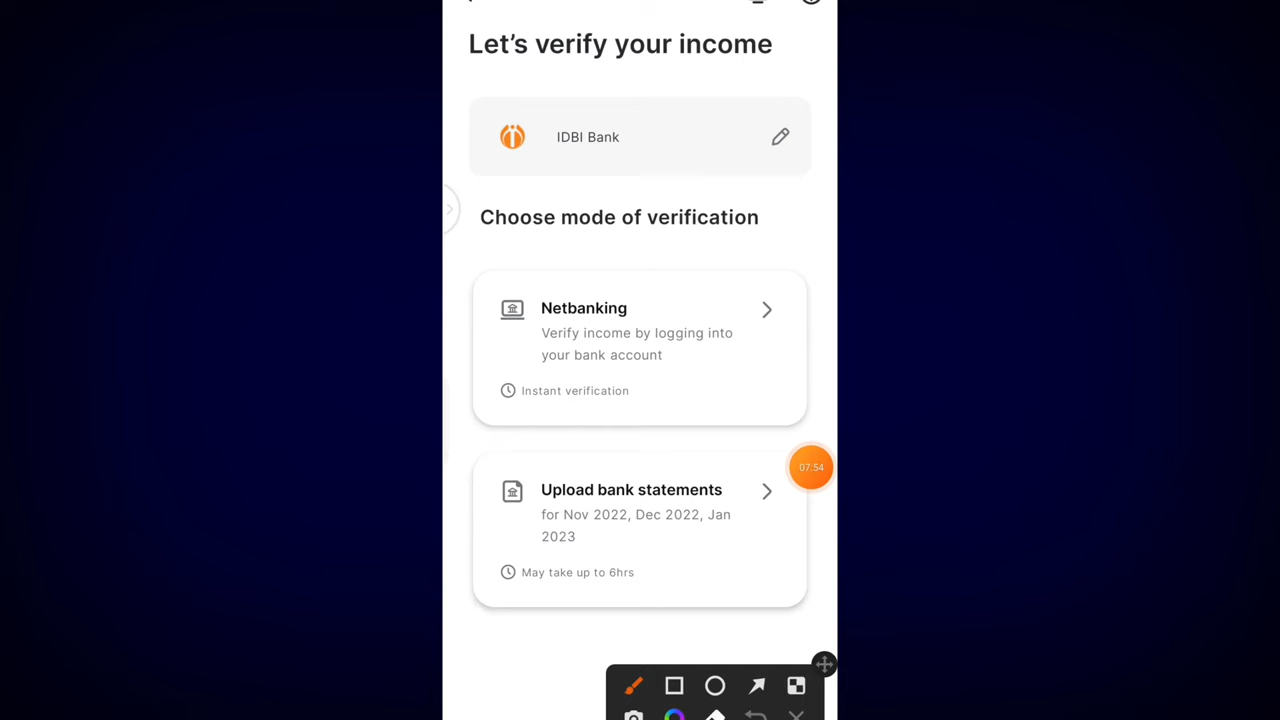 Let's verify your income
IDBI Bank
Choose mode of verification
Netbanking
Verify income by logging into
your bank account
Instant verification
07:54
Upload bank statements
for Nov 2022, Dec 2022, Jan
2023
May take up to 6hrs